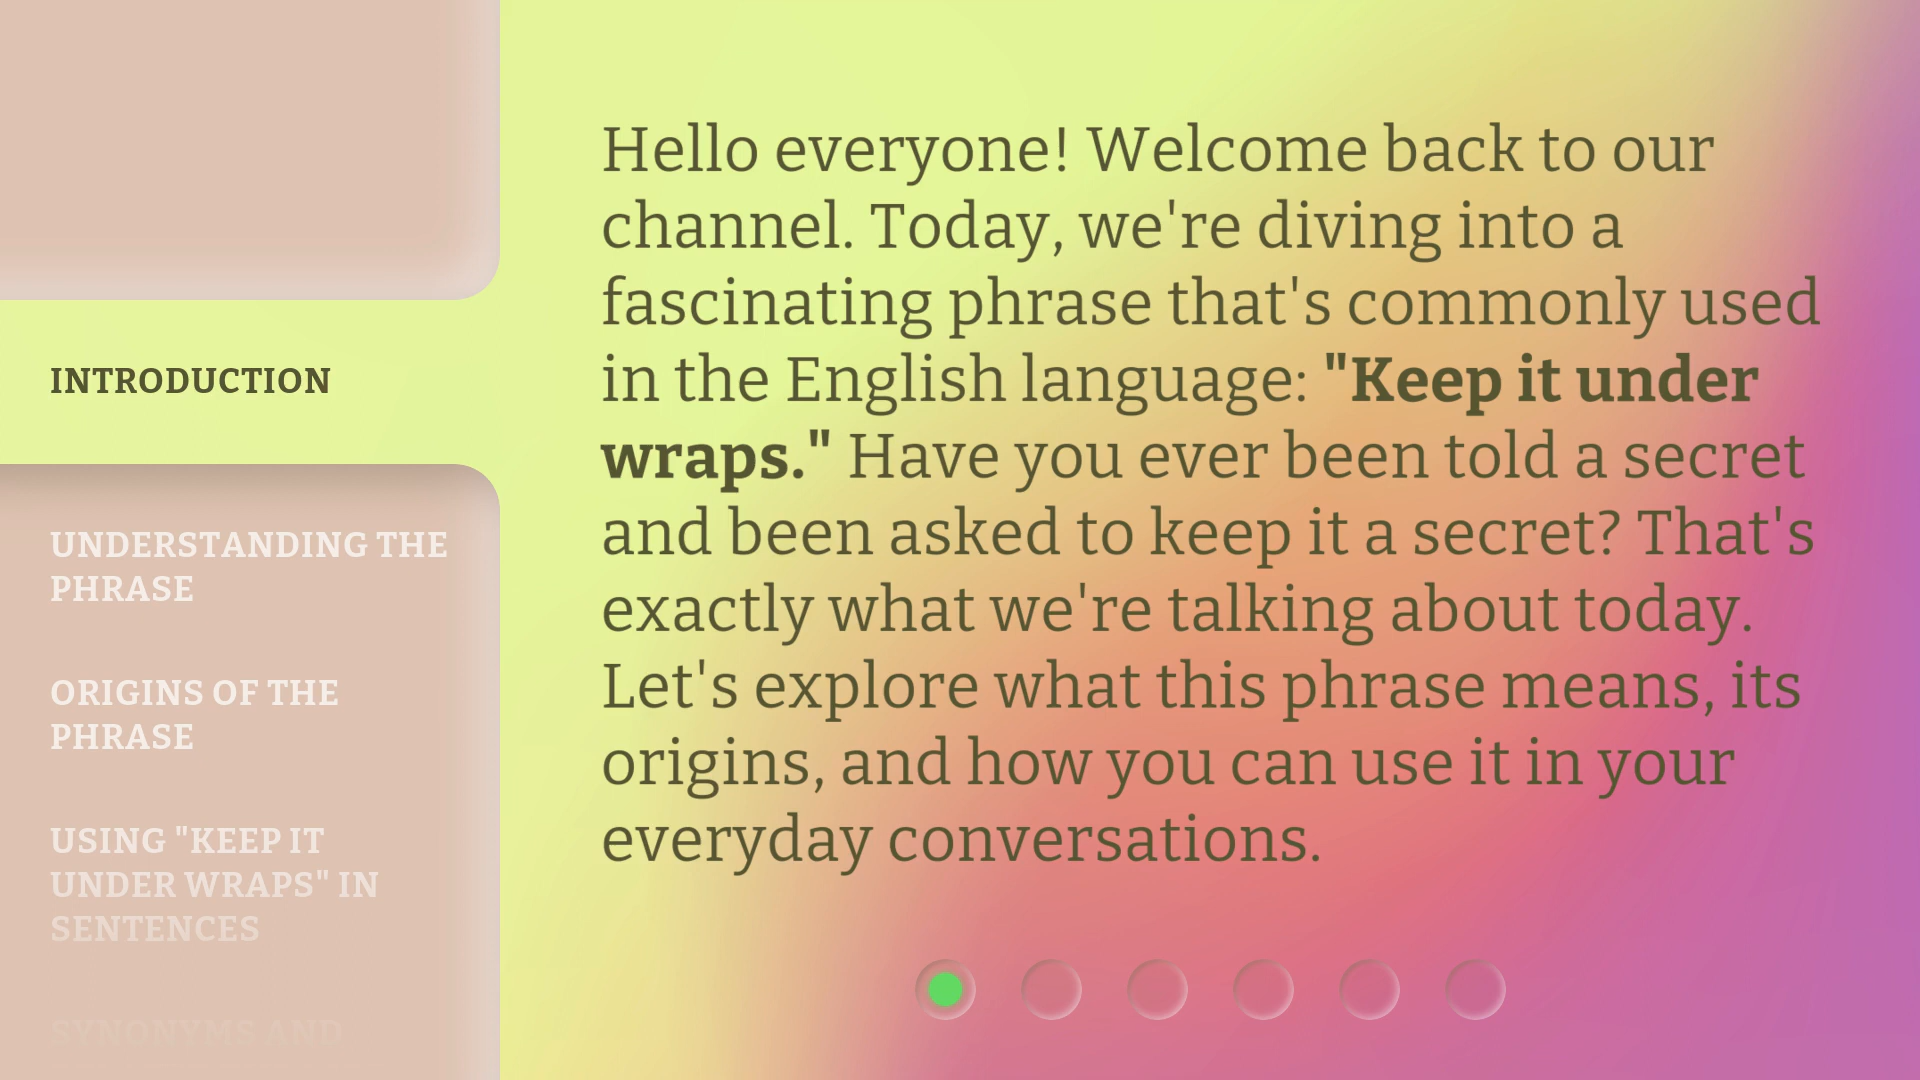 INTRODUCTION
UNDERSTANDING THE
PHRASE
ORIGINS OF THE
PHRASE
USING "KEEP IT
UNDER WRAPS" IN
SENTENCES
SYNONYMS AND
Hello everyone! Welcome back to our
channel. Today, we're diving into a
fascinating phrase that's commonly used
in the English language: "Keep it under
wraps." Have you ever been told a secret
and been asked to keep it a secret? That's
exactly what we're talking about today.
Let's explore what this phrase means, its
origins, and how you can use it in your
everyday conversations.